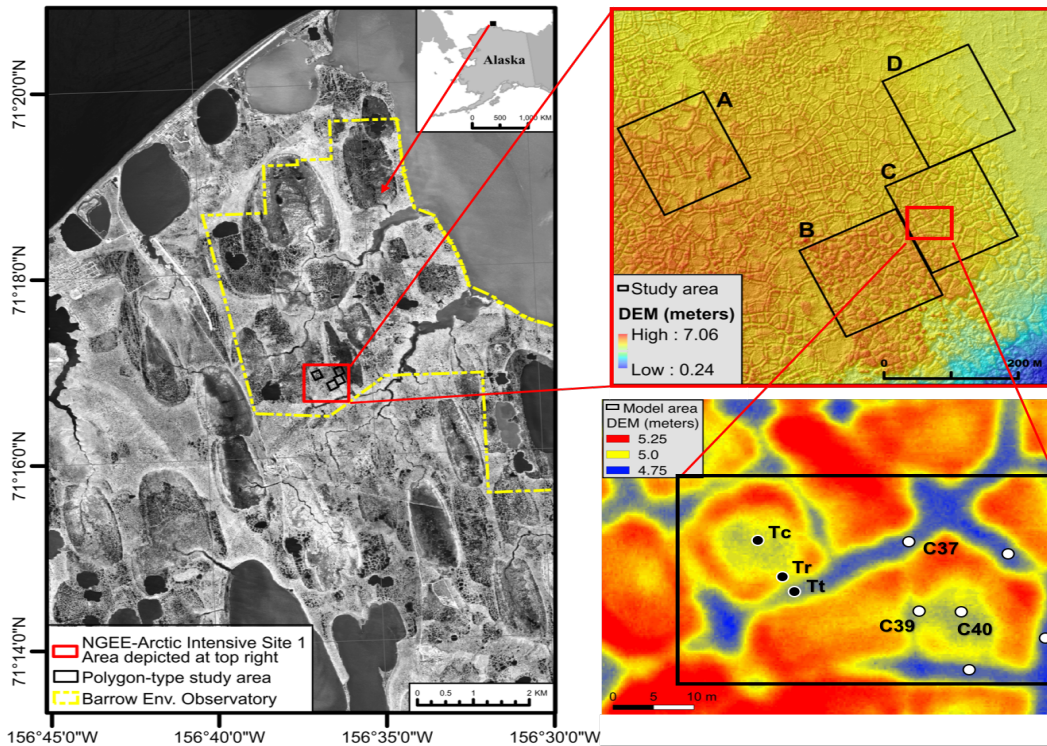 71°20'0"N
71°18'0"N
71°16'0"N
71°14'0"N
156°45'0"W
156°40'0"W
156°35'0"W
156°30'0"W
Alaska
0 500 1,000 KM
NGEE-Arctic Intensive Site 1
Area depicted at top right
Polygon-type study area
Barrow Env. Observatory
0 0.5 1 2 KM
A
D
C
B
Study area
DEM (meters)
High : 7.06
Low : 0.24
0 200 M
Model area
DEM (meters)
5.25
5.0
4.75
Tc
Tr
Tt
C37
C39
C40
0 5 10 m